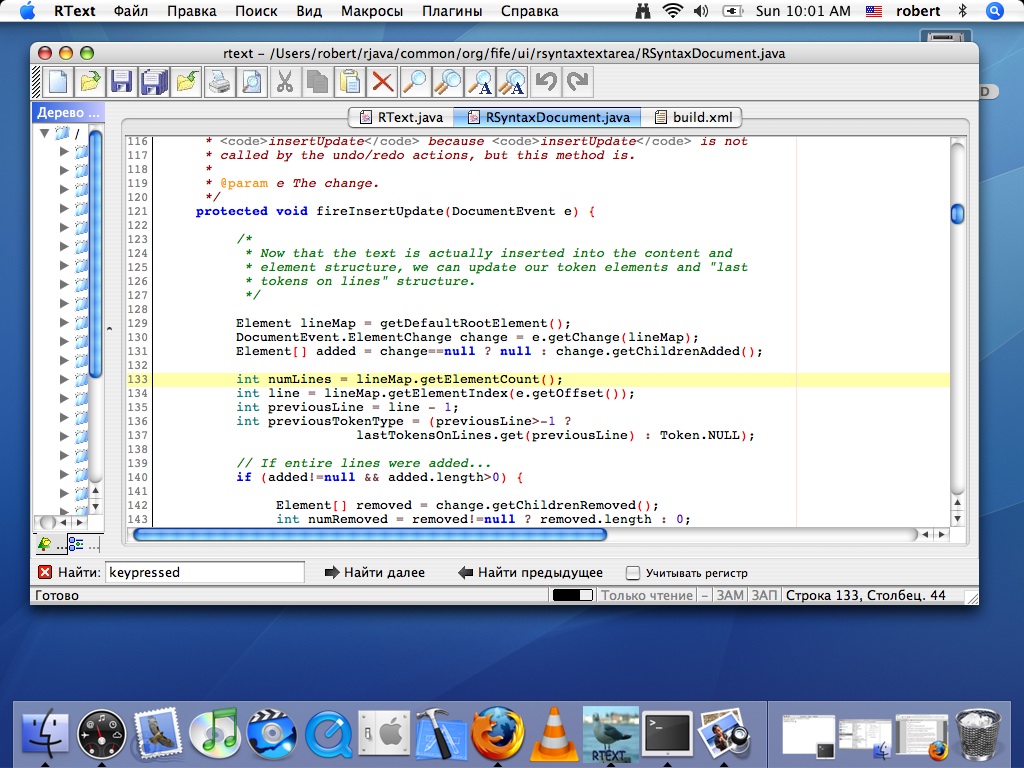 RText Файл Правка Поиск Вид Макросы Плагины Справка Sun 10:01 AM robert
rtext – /Users/robert/rjava/common/org/fife/ui/rsyntaxtextarea/RSyntaxDocument.java
D
Дерево ...
RText.java RSyntaxDocument.java build.xml
/
116 * <code>insertUpdate</code> because <code>insertUpdate</code> is not
117 * called by the undo/redo actions, but this method is.
118 *
119 * @param e The change.
120 */
121 protected void fireInsertUpdate(DocumentEvent e) {
122
123 /*
124 * Now that the text is actually inserted into the content and
125 * element structure, we can update our token elements and "last
126 * tokens on lines" structure.
127 */
128
129 Element lineMap = getDefaultRootElement();
130 DocumentEvent.ElementChange change = e.getChange(lineMap);
131 Element[] added = change==null ? null : change.getChildrenAdded();
132
133 int numLines = lineMap.getElementCount();
134 int line = lineMap.getElementIndex(e.getOffset());
135 int previousLine = line - 1;
136 int previousTokenType = (previousLine>-1 ?
137 lastTokensOnLines.get(previousLine) : Token.NULL);
138
139 // If entire lines were added...
140 if (added!=null && added.length>0) {
141
142 Element[] removed = change.getChildrenRemoved();
143 int numRemoved = removed!=null ? removed.length : 0;
... ...
Найти: keypressed Найти далее Найти предыдущее Учитывать регистр
Готово Только чтение – ЗАМ ЗАП Строка 133, Столбец. 44
RTEXT